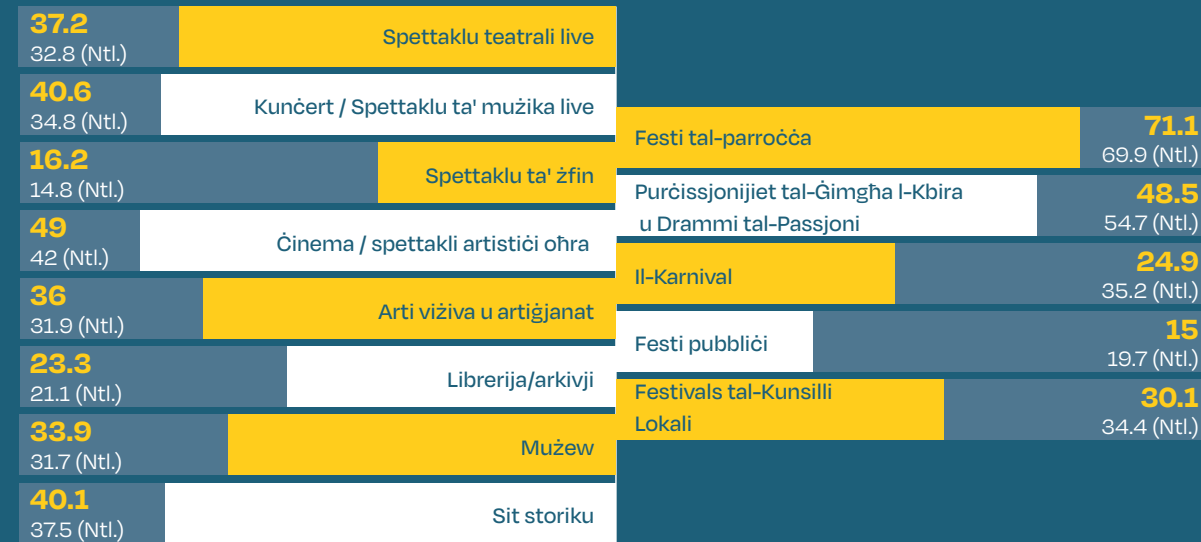 37.2
32.8 (Ntl.)
Spettaklu teatrali live
40.6
34.8 (Ntl.)
Kunċert / Spettaklu ta' mużika live
16.2
14.8 (Ntl.)
Spettaklu ta' żfin
49
42 (Ntl.)
Ċinema / spettakli artistiċi oħra
36
31.9 (Ntl.)
Arti viżiva u artiġjanat
23.3
21.1 (Ntl.)
Librerija/arkivji
33.9
31.7 (Ntl.)
Mużew
40.1
37.5 (Ntl.)
Sit storiku
Festi tal-parroċċa
71.1
69.9 (Ntl.)
Purċissjonijiet tal-Ġimgħa l-Kbira
u Drammi tal-Passjoni
48.5
54.7 (Ntl.)
Il-Karnival
24.9
35.2 (Ntl.)
Festi pubbliċi
15
19.7 (Ntl.)
Festivals tal-Kunsilli
Lokali
30.1
34.4 (Ntl.)